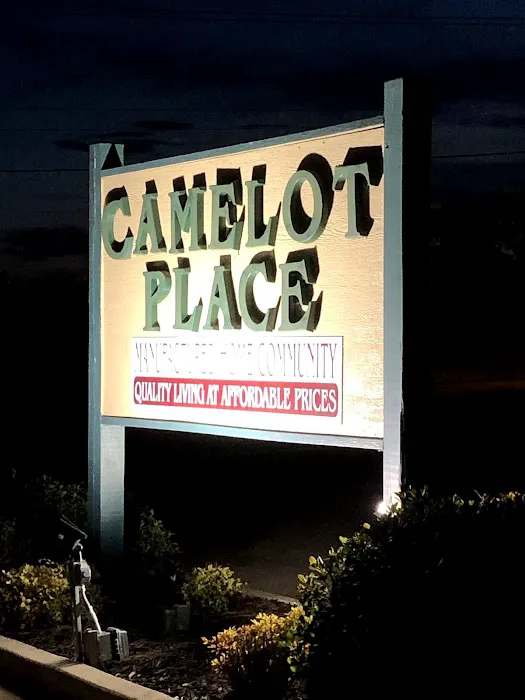 CAMELOT
PLACE
MANUFACTURED HOME COMMUNITY
QUALITY LIVING AT AFFORDABLE PRICES